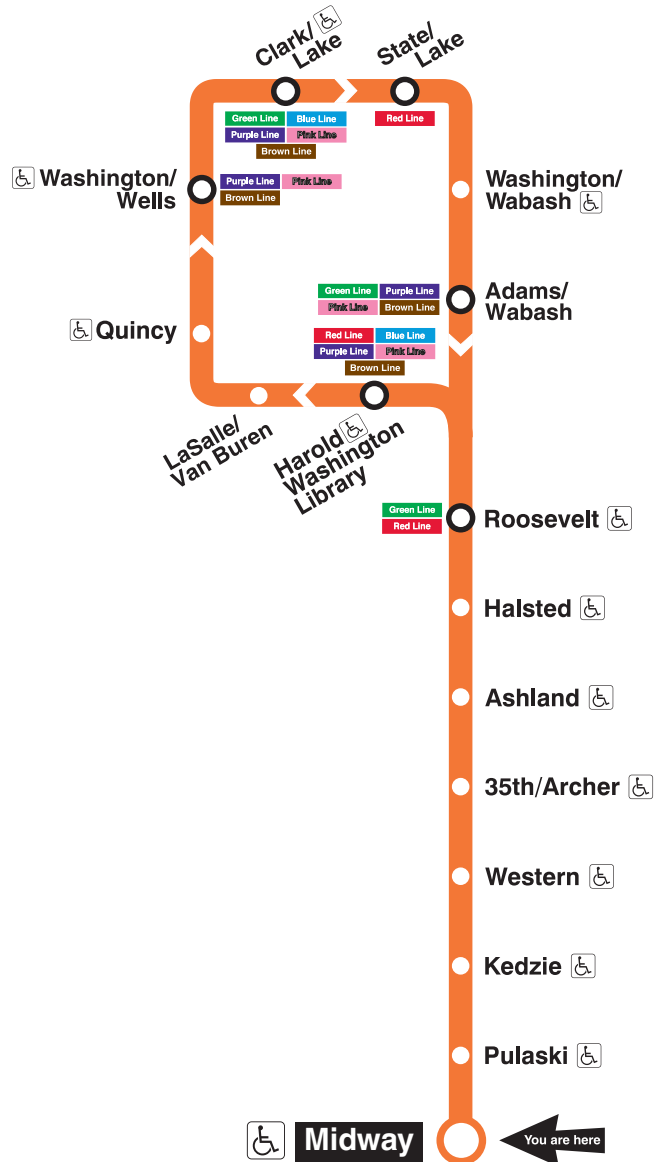 Clark/
Lake
State/
Lake
Green Line Blue Line
Purple Line Pink Line
Brown Line
Red Line
Washington/
Wells
Purple Line Pink Line
Brown Line
Washington/
Wabash
Green Line Purple Line
Pink Line Brown Line
Adams/
Wabash
Quincy
Red Line Blue Line
Purple Line Pink Line
Brown Line
LaSalle/
Van Buren
Harold
Washington
Library
Green Line
Red Line
Roosevelt
Halsted
Ashland
35th/Archer
Western
Kedzie
Pulaski
Midway
You are here